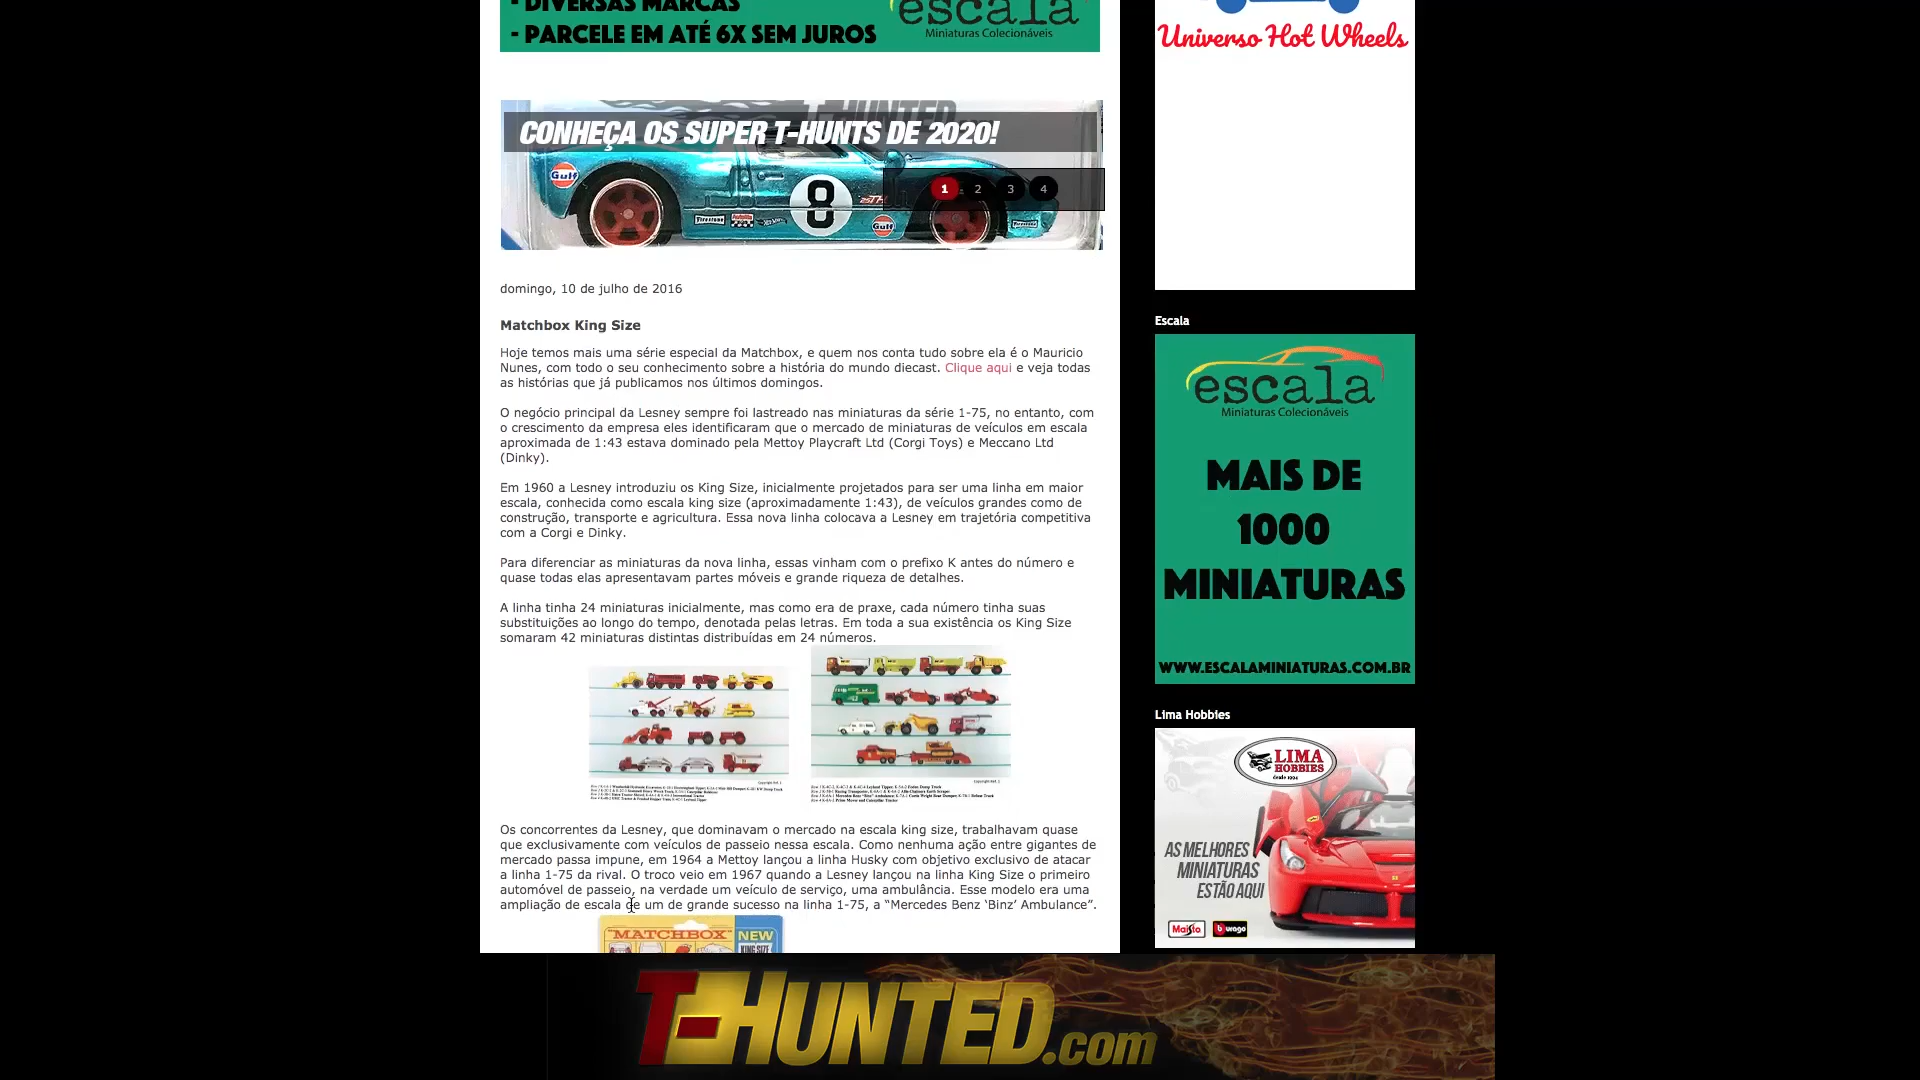 - DIVERSAS MARCAS
- PARCELE EM ATÉ 6X SEM JUROS
escala
Miniaturas Colecionáveis
Universo Hot Wheels
T-HUNTED
CONHEÇA OS SUPER T-HUNTS DE 2020!
1 2 3 4
Gulf
8
Firestone
Gulf
domingo, 10 de julho de 2016
Matchbox King Size
Hoje temos mais uma série especial da Matchbox, e quem nos conta tudo sobre ela é o Mauricio
Nunes, com todo o seu conhecimento sobre a história do mundo diecast. Clique aqui e veja todas
as histórias que já publicamos nos últimos domingos.
O negócio principal da Lesney sempre foi lastreado nas miniaturas da série 1-75, no entanto, com
o crescimento da empresa eles identificaram que o mercado de miniaturas de veículos em escala
aproximada de 1:43 estava dominado pela Mettoy Playcraft Ltd (Corgi Toys) e Meccano Ltd
(Dinky).
Em 1960 a Lesney introduziu os King Size, inicialmente projetados para ser uma linha em maior
escala, conhecida como escala king size (aproximadamente 1:43), de veículos grandes como de
construção, transporte e agricultura. Essa nova linha colocava a Lesney em trajetória competitiva
com a Corgi e Dinky.
Para diferenciar as miniaturas da nova linha, essas vinham com o prefixo K antes do número e
quase todas elas apresentavam partes móveis e grande riqueza de detalhes.
A linha tinha 24 miniaturas inicialmente, mas como era de praxe, cada número tinha suas
substituições ao longo do tempo, denotada pelas letras. Em toda a sua existência os King Size
somaram 42 miniaturas distintas distribuídas em 24 números.
Os concorrentes da Lesney, que dominavam o mercado na escala king size, trabalhavam quase
que exclusivamente com veículos de passeio nessa escala. Como nenhuma ação entre gigantes de
mercado passa impune, em 1964 a Mettoy lançou a linha Husky com objetivo exclusivo de atacar
a linha 1-75 da rival. O troco veio em 1967 quando a Lesney lançou na linha King Size o primeiro
automóvel de passeio, na verdade um veículo de serviço, uma ambulância. Esse modelo era uma
ampliação de escala de um de grande sucesso na linha 1-75, a “Mercedes Benz ‘Binz’ Ambulance”.
"MATCHBOX"
NEW
KING SIZE
Escala
escala
Miniaturas Colecionáveis
MAIS DE
1000
MINIATURAS
WWW.ESCALAMINIATURAS.COM.BR
Lima Hobbies
LIMA
HOBBIES
desde 1994
AS MELHORES
MINIATURAS
ESTÃO AQUI
Maisto
burago
T-HUNTED.com